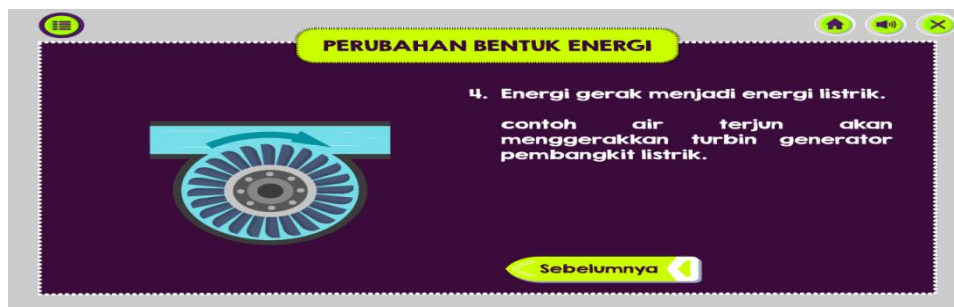 PERUBAHAN BENTUK ENERGI
4. Energi gerak menjadi energi listrik.
contoh air terjun akan
menggerakkan turbin generator
pembangkit listrik.
Sebelumnya